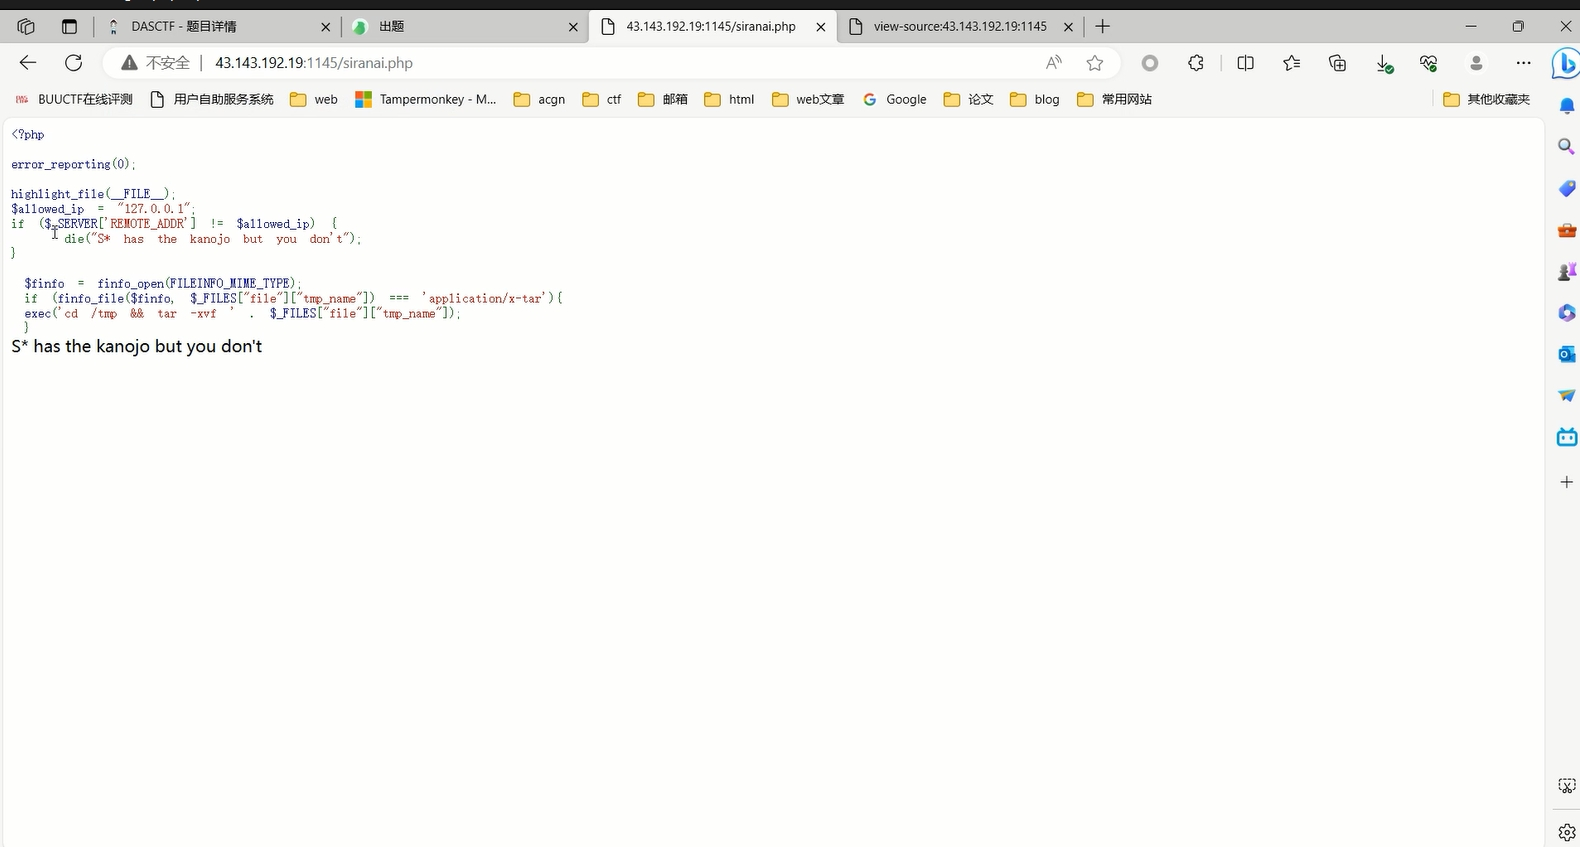 DASCTF - 题目详情
出题
43.143.192.19:1145/siranai.php
view-source:43.143.192.19:1145
不安全 | 43.143.192.19:1145/siranai.php
BUUCTF在线评测 用户自助服务系统 web Tampermonkey - M... acgn ctf 邮箱 html web文章 Google 论文 blog 常用网站 其他收藏夹
<?php
error_reporting(0);
highlight_file(__FILE__);
$allowed_ip = "127.0.0.1";
if ($_SERVER['REMOTE_ADDR'] != $allowed_ip) {
die("S* has the kanojo but you don't");
}
$finfo = finfo_open(FILEINFO_MIME_TYPE);
if (finfo_file($finfo, $_FILES["file"]["tmp_name"]) === 'application/x-tar'){
exec('cd /tmp && tar -xvf ' . $_FILES["file"]["tmp_name"]);
}
S* has the kanojo but you don't